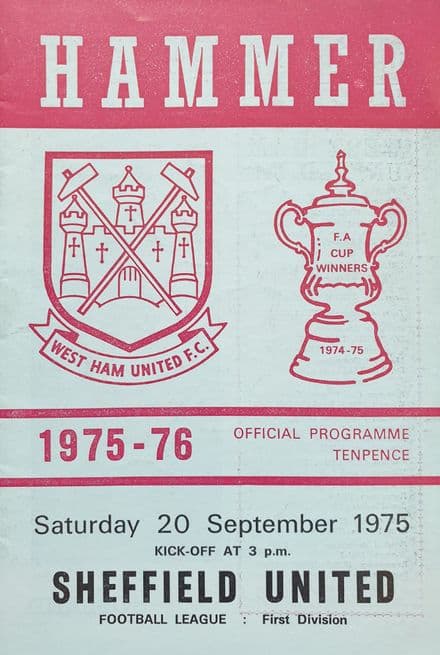 HAMMER
F.A
CUP
WINNERS
1974-75
WEST HAM UNITED F.C.
1975-76
OFFICIAL PROGRAMME
TENPENCE
Saturday 20 September 1975
KICK-OFF AT 3 p.m.
SHEFFIELD UNITED
FOOTBALL LEAGUE : First Division